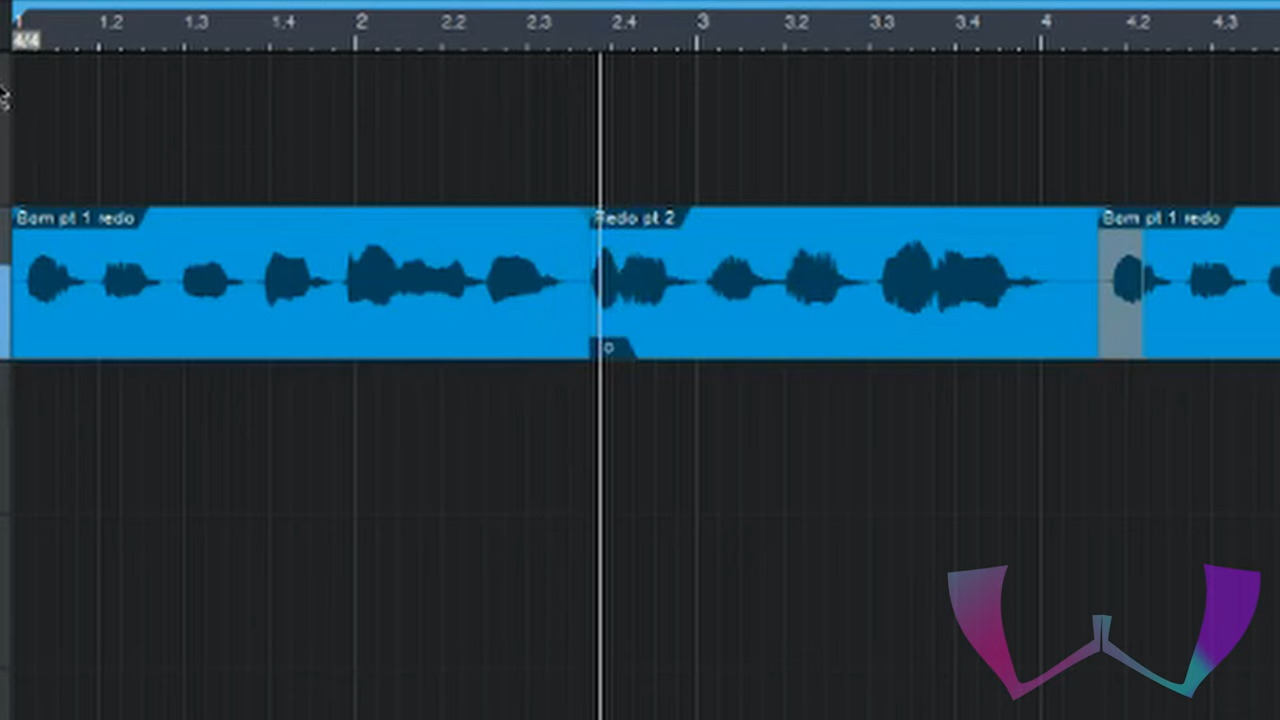 1 1.2 1.3 1.4 2 2.2 2.3 2.4 3 3.2 3.3 3.4 4 4.2 4.3
4/4
Bom pt 1 redo Redo pt 2 Bom pt 1 redo